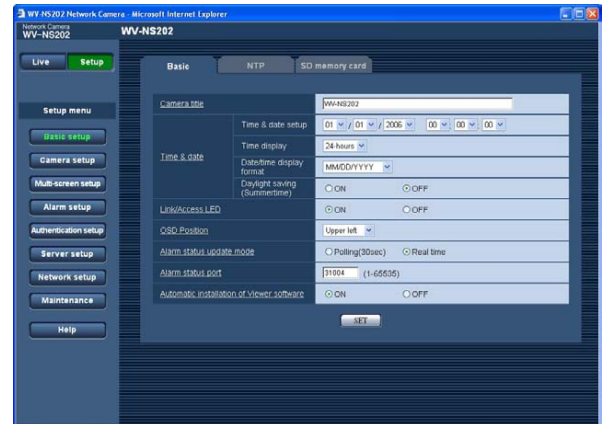 WV-NS202 Network Camera - Microsoft Internet Explorer
Network Camera
WV-NS202
WV-NS202
Live Setup
Setup menu
Basic setup
Camera setup
Multi-screen setup
Alarm setup
Authentication setup
Server setup
Network setup
Maintenance
Help
Basic NTP SD memory card
Camera title WV-NS202
Time & date
Time & date setup 01 / 01 / 2006 00 : 00 : 00
Time display 24-hours
Date/time display format MM/DD/YYYY
Daylight saving (Summertime) ON OFF
Link/Access LED ON OFF
OSD Position Upper left
Alarm status update mode Polling(30sec) Real time
Alarm status port 31004 (1-65535)
Automatic installation of Viewer software ON OFF
SET